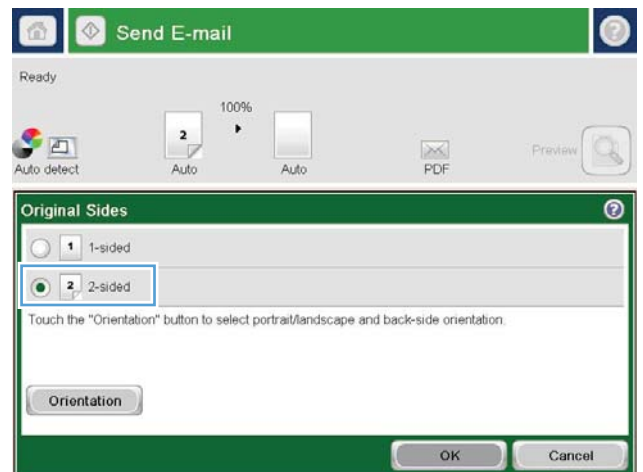 Send E-mail
?
Ready
100%
2
Auto detect
Auto
Auto
PDF
Preview
Original Sides
?
1 1-sided
2 2-sided
Touch the "Orientation" button to select portrait/landscape and back-side orientation.
Orientation
OK
Cancel